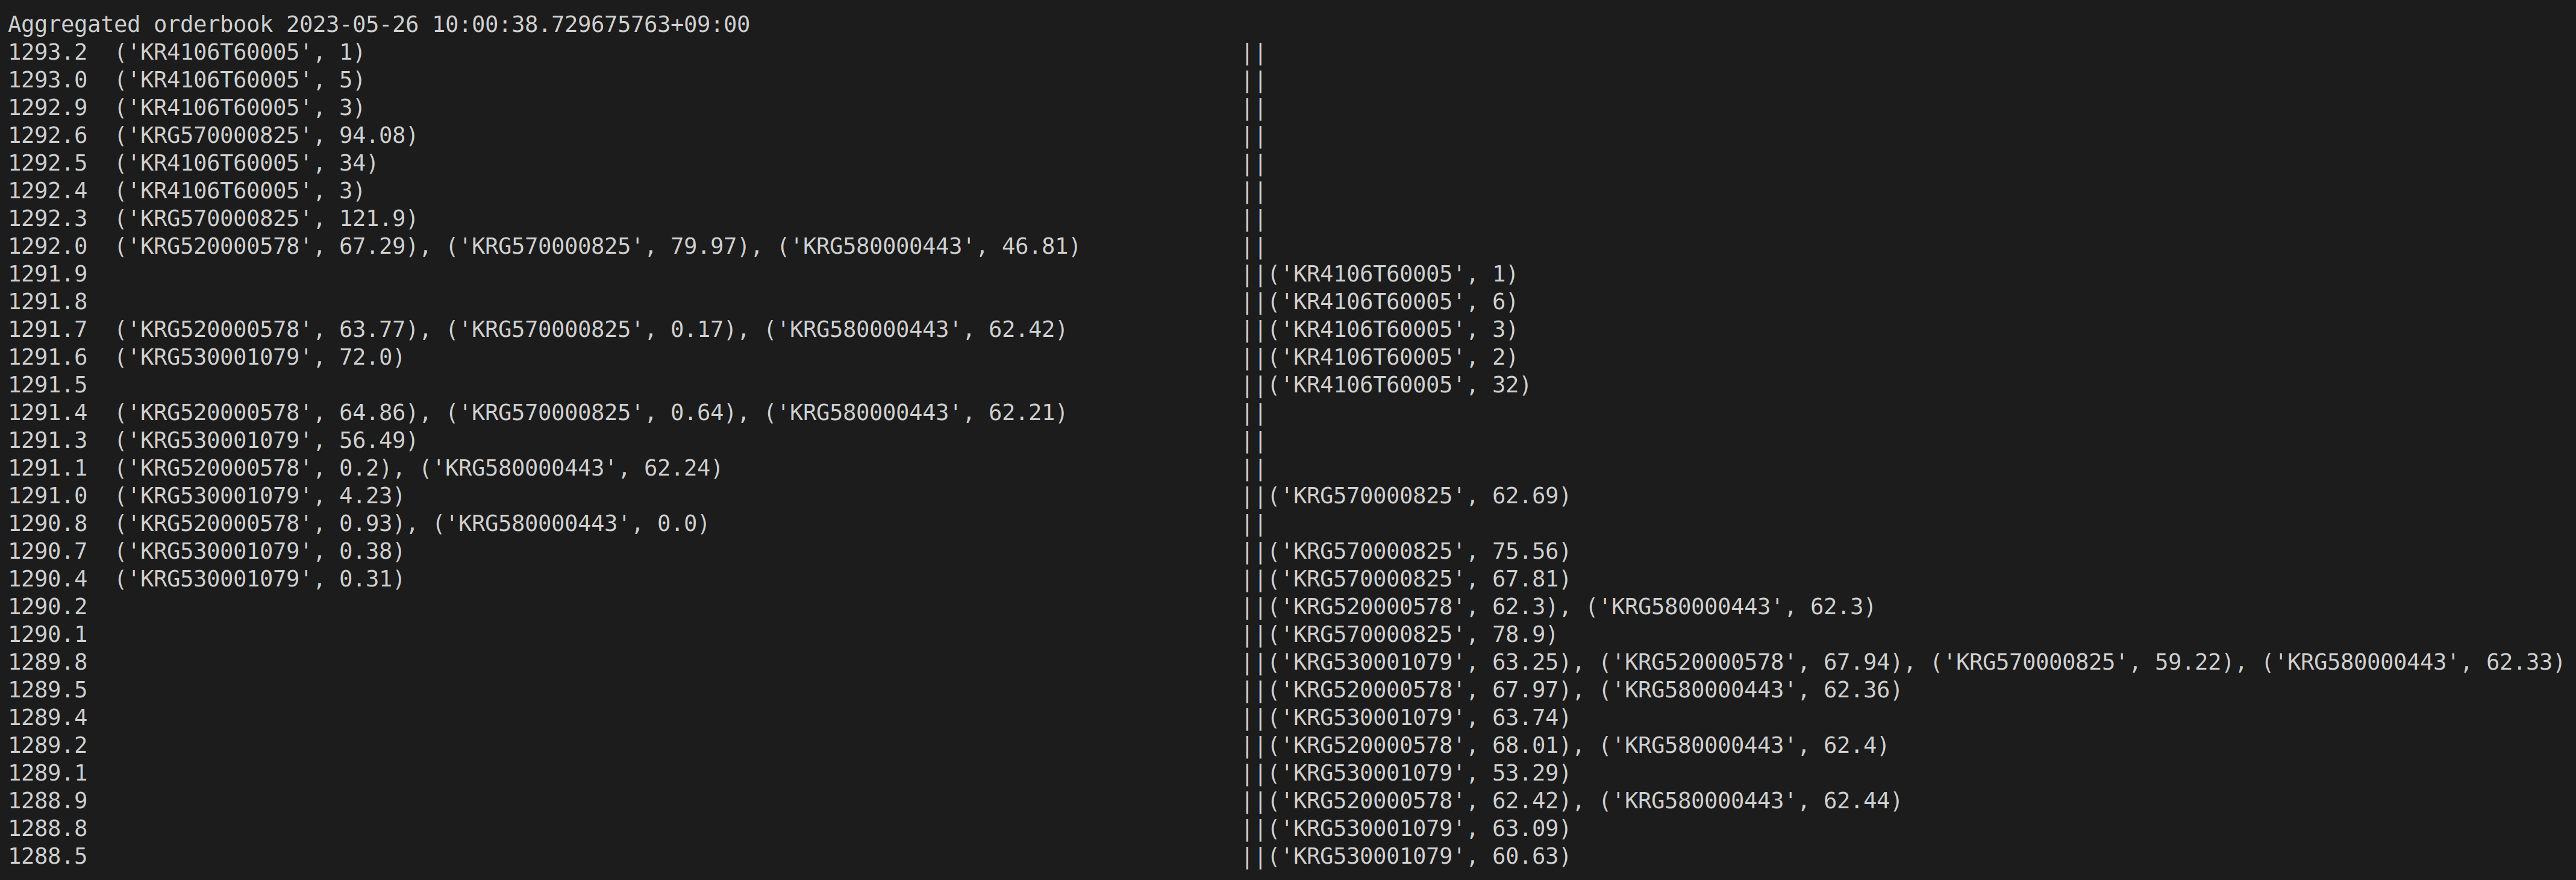 Aggregated orderbook 2023-05-26 10:00:38.729675763+09:00
1293.2  ('KR4106T60005', 1)  ||
1293.0  ('KR4106T60005', 5)  ||
1292.9  ('KR4106T60005', 3)  ||
1292.6  ('KRG570000825', 94.08)  ||
1292.5  ('KR4106T60005', 34)  ||
1292.4  ('KR4106T60005', 3)  ||
1292.3  ('KRG570000825', 121.9)  ||
1292.0  ('KRG520000578', 67.29), ('KRG570000825', 79.97), ('KRG580000443', 46.81)  ||
1291.9  ||('KR4106T60005', 1)
1291.8  ||('KR4106T60005', 6)
1291.7  ('KRG520000578', 63.77), ('KRG570000825', 0.17), ('KRG580000443', 62.42)  ||('KR4106T60005', 3)
1291.6  ('KRG530001079', 72.0)  ||('KR4106T60005', 2)
1291.5  ||('KR4106T60005', 32)
1291.4  ('KRG520000578', 64.86), ('KRG570000825', 0.64), ('KRG580000443', 62.21)  ||
1291.3  ('KRG530001079', 56.49)  ||
1291.1  ('KRG520000578', 0.2), ('KRG580000443', 62.24)  ||
1291.0  ('KRG530001079', 4.23)  ||('KRG570000825', 62.69)
1290.8  ('KRG520000578', 0.93), ('KRG580000443', 0.0)  ||
1290.7  ('KRG530001079', 0.38)  ||('KRG570000825', 75.56)
1290.4  ('KRG530001079', 0.31)  ||('KRG570000825', 67.81)
1290.2  ||('KRG520000578', 62.3), ('KRG580000443', 62.3)
1290.1  ||('KRG570000825', 78.9)
1289.8  ||('KRG530001079', 63.25), ('KRG520000578', 67.94), ('KRG570000825', 59.22), ('KRG580000443', 62.33)
1289.5  ||('KRG520000578', 67.97), ('KRG580000443', 62.36)
1289.4  ||('KRG530001079', 63.74)
1289.2  ||('KRG520000578', 68.01), ('KRG580000443', 62.4)
1289.1  ||('KRG530001079', 53.29)
1288.9  ||('KRG520000578', 62.42), ('KRG580000443', 62.44)
1288.8  ||('KRG530001079', 63.09)
1288.5  ||('KRG530001079', 60.63)